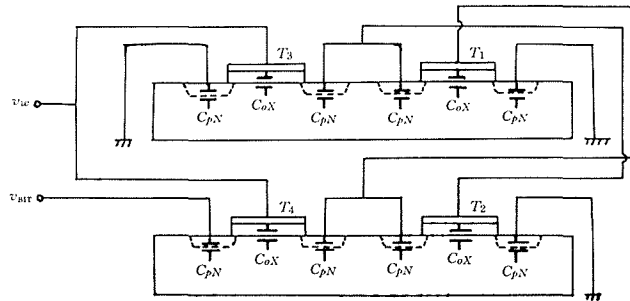 T3 T1
CpN CoX CpN CpN CoX CpN
vw
vBIT
T4 T2
CpN CoX CpN CpN CoX CpN